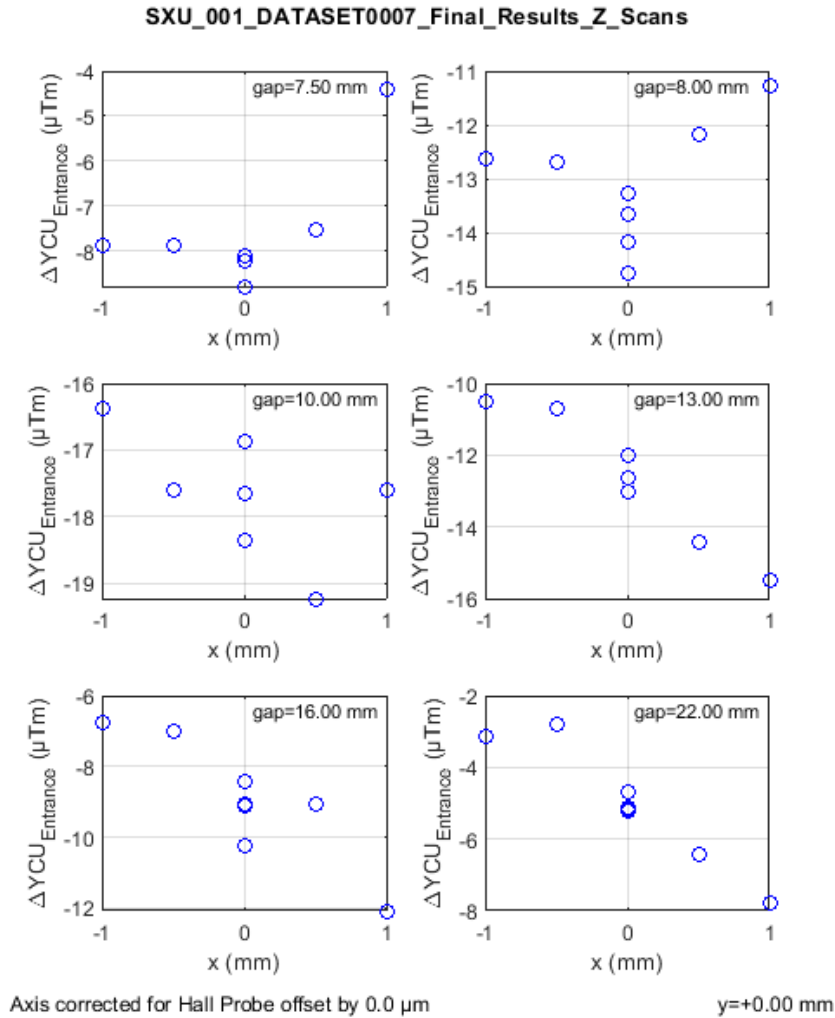 SXU_001_DATASET0007_Final_Results_Z_Scans
gap=7.50 mm
-4
-5
-6
-7
-8
ΔYCU_Entrance (µTm)
-1 0 1
x (mm)
gap=8.00 mm
-11
-12
-13
-14
-15
ΔYCU_Entrance (µTm)
-1 0 1
x (mm)
gap=10.00 mm
-16
-17
-18
-19
ΔYCU_Entrance (µTm)
-1 0 1
x (mm)
gap=13.00 mm
-10
-12
-14
-16
ΔYCU_Entrance (µTm)
-1 0 1
x (mm)
gap=16.00 mm
-6
-8
-10
-12
ΔYCU_Entrance (µTm)
-1 0 1
x (mm)
gap=22.00 mm
-2
-4
-6
-8
ΔYCU_Entrance (µTm)
-1 0 1
x (mm)
Axis corrected for Hall Probe offset by 0.0 µm
y=+0.00 mm